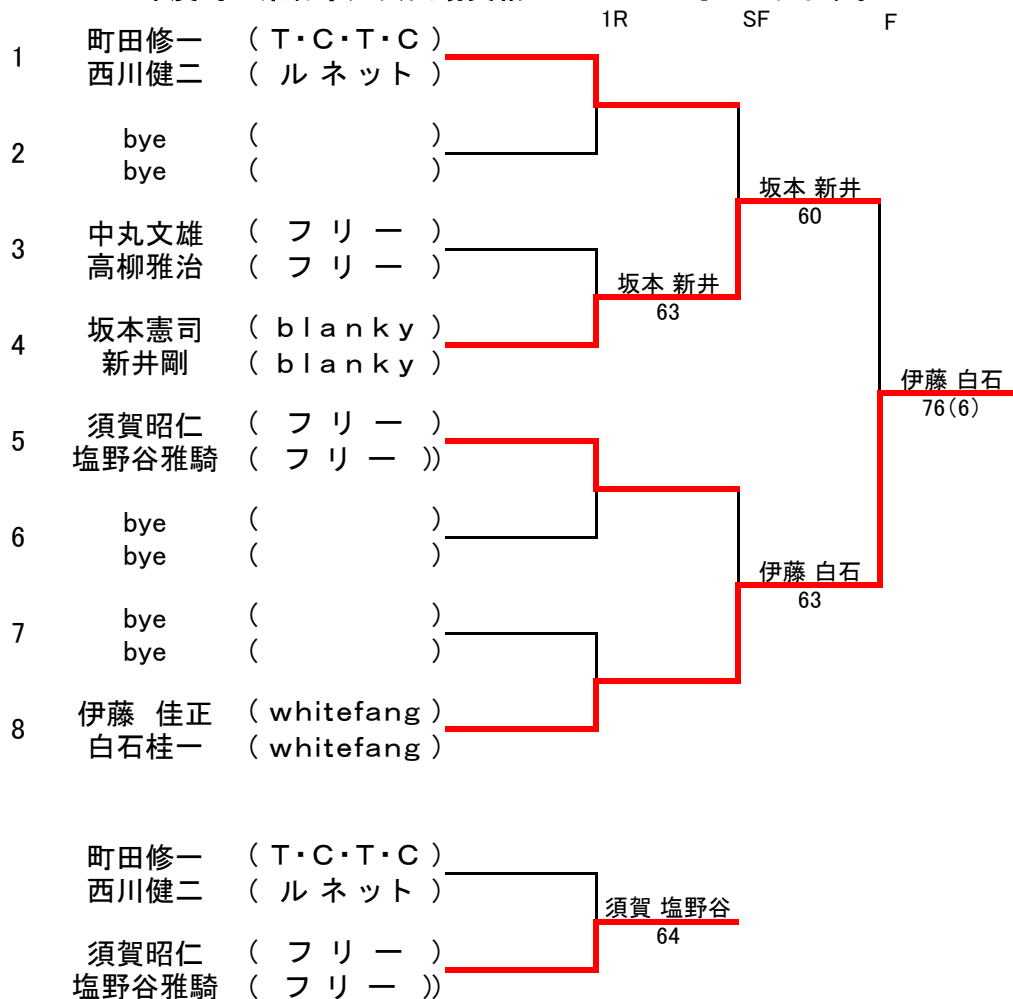 1R SF F
1 町田修一 ( T・C・T・C )
西川健二 ( ル ネ ッ ト )
2 bye ( )
bye ( )
坂本 新井
60
3 中丸文雄 ( フ リ ー )
高柳雅治 ( フ リ ー )
坂本 新井
63
4 坂本憲司 ( b l a n k y )
新井剛 ( b l a n k y )
伊藤 白石
76(6)
5 須賀昭仁 ( フ リ ー )
塩野谷雅騎 ( フ リ ー ))
6 bye ( )
bye ( )
伊藤 白石
63
7 bye ( )
bye ( )
8 伊藤 佳正 ( whitefang )
白石桂一 ( whitefang )
町田修一 ( T・C・T・C )
西川健二 ( ル ネ ッ ト )
須賀 塩野谷
64
須賀昭仁 ( フ リ ー )
塩野谷雅騎 ( フ リ ー ))